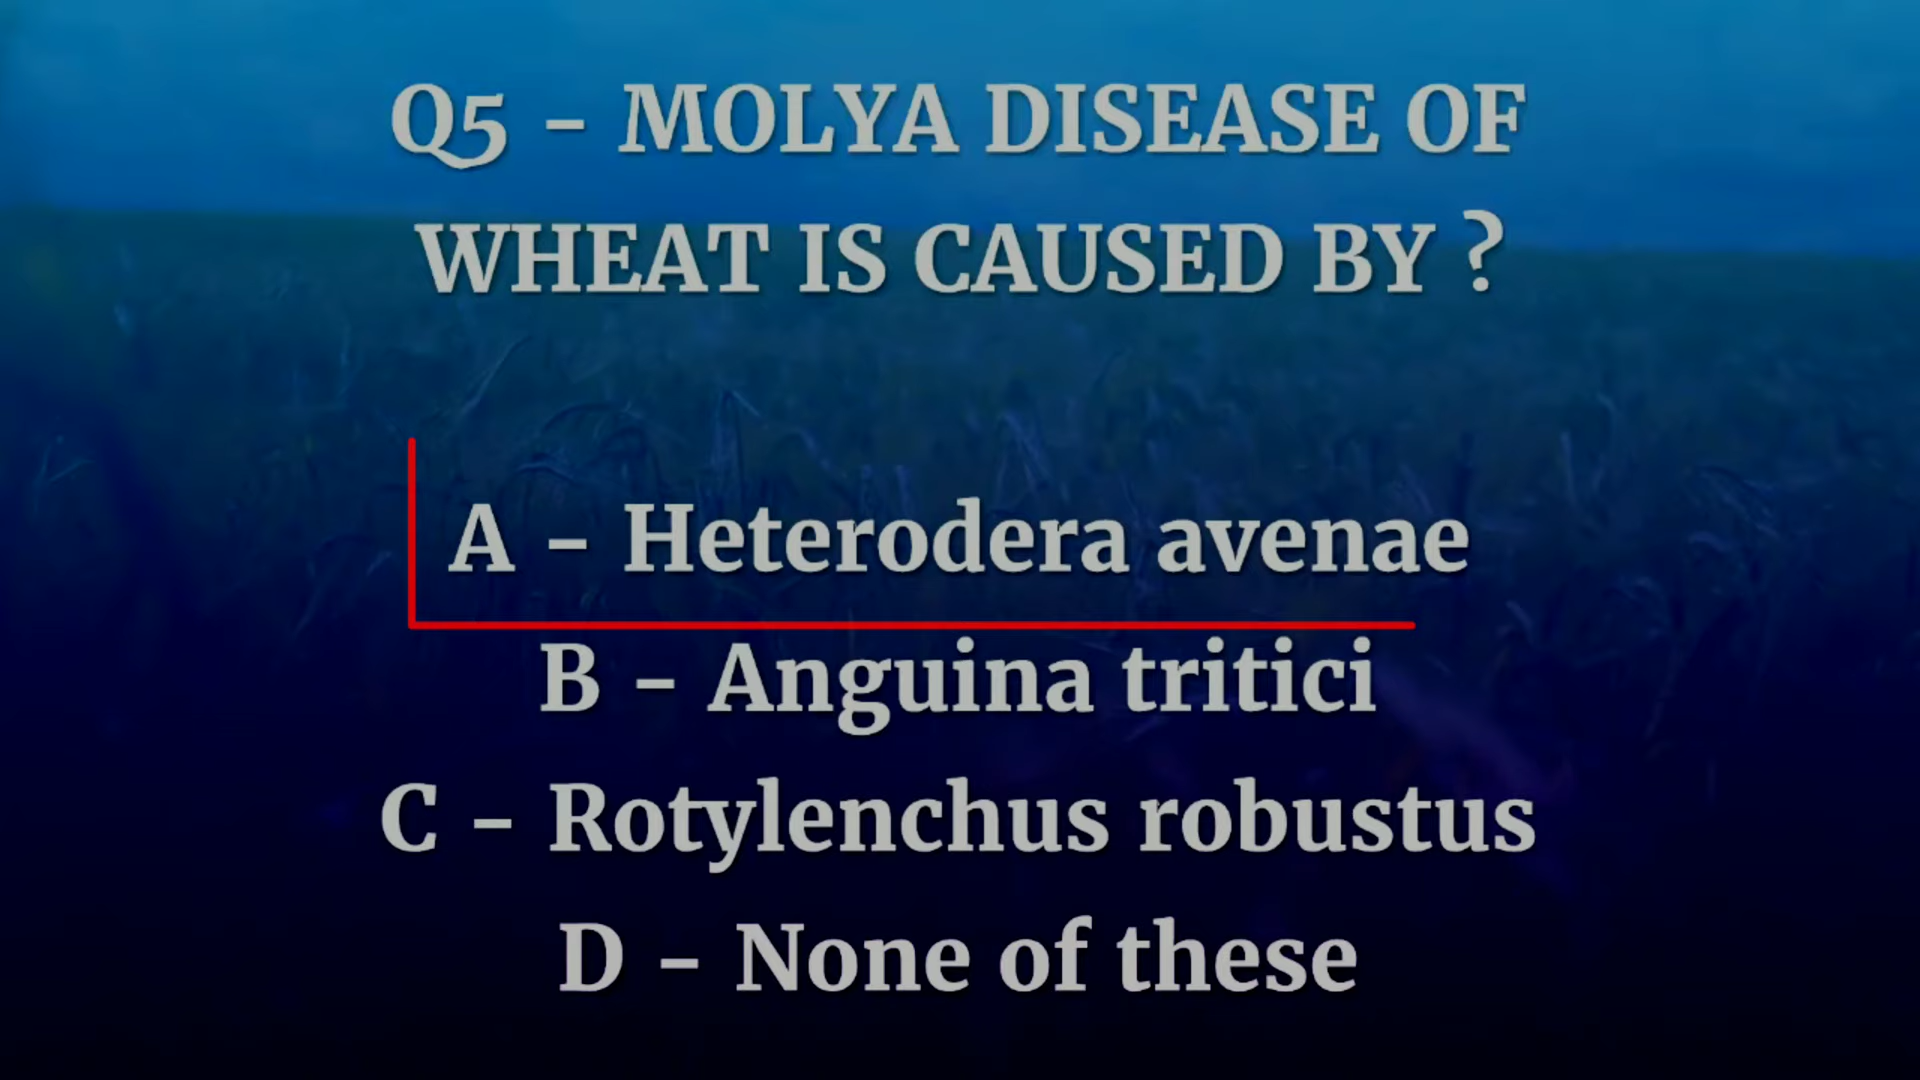 Q5 - MOLYA DISEASE OF
WHEAT IS CAUSED BY ?
A - Heterodera avenae
B - Anguina tritici
C - Rotylenchus robustus
D - None of these